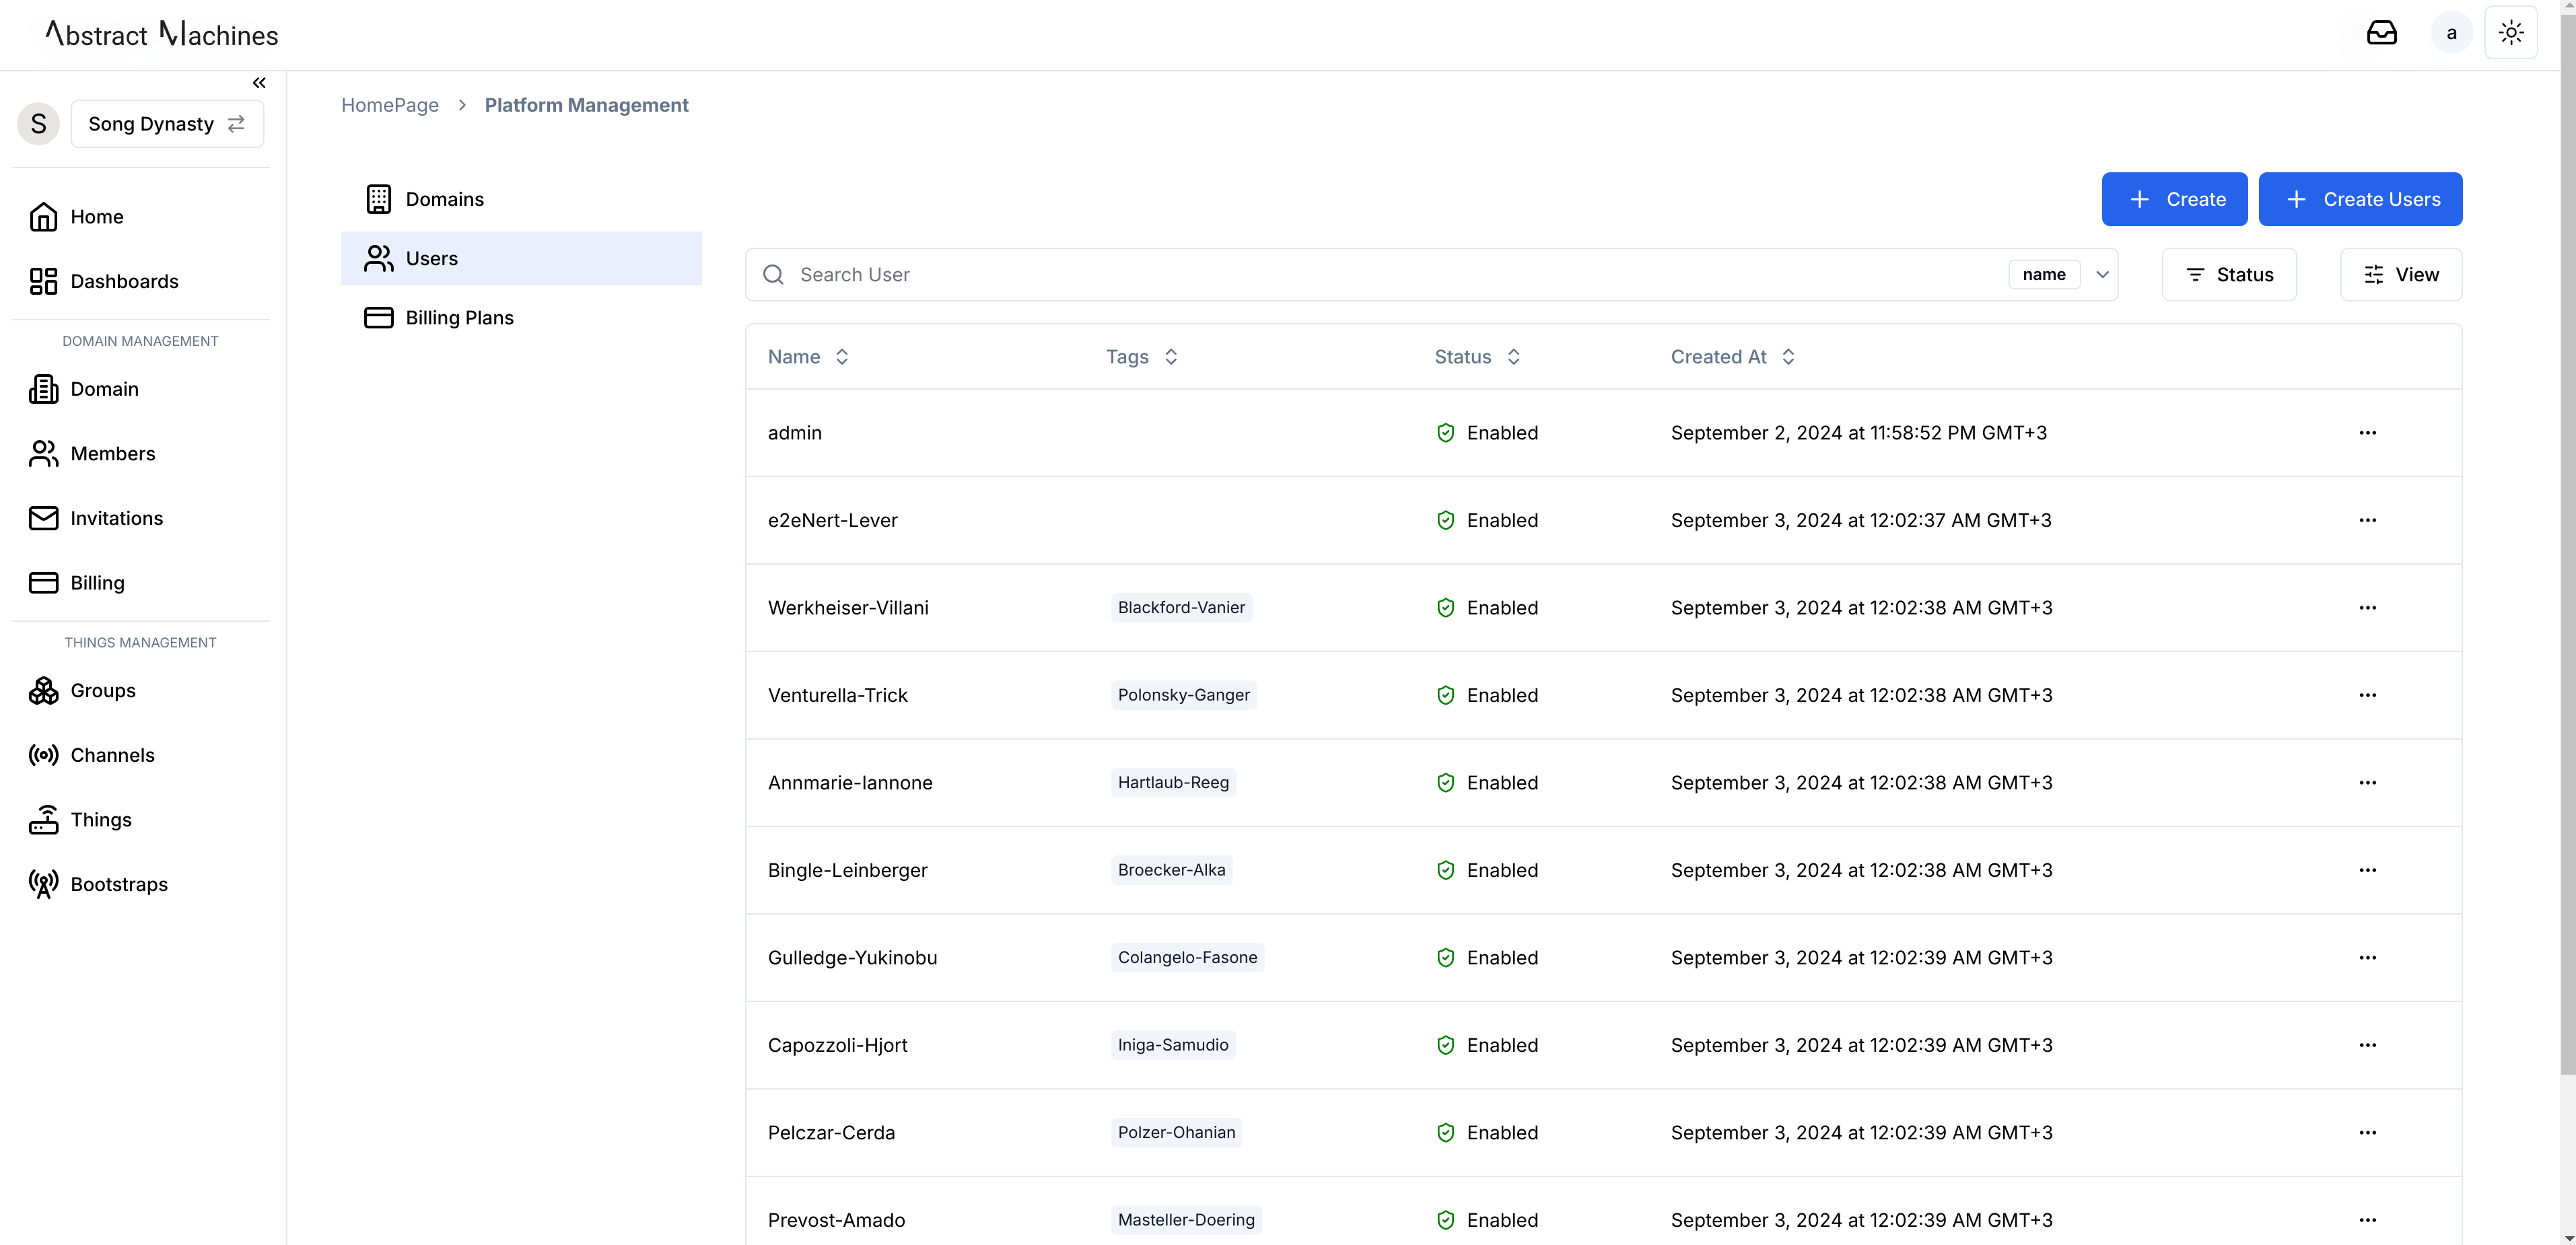 Abstract Machines
a
S
Song Dynasty
Home
Dashboards
DOMAIN MANAGEMENT
Domain
Members
Invitations
Billing
THINGS MANAGEMENT
Groups
Channels
Things
Bootstraps
HomePage > Platform Management
Domains
Users
Billing Plans
+ Create
+ Create Users
Search User
name
Status
View
Name Tags Status Created At
admin Enabled September 2, 2024 at 11:58:52 PM GMT+3 ...
e2eNert-Lever Enabled September 3, 2024 at 12:02:37 AM GMT+3 ...
Werkheiser-Villani Blackford-Vanier Enabled September 3, 2024 at 12:02:38 AM GMT+3 ...
Venturella-Trick Polonsky-Ganger Enabled September 3, 2024 at 12:02:38 AM GMT+3 ...
Annmarie-Iannone Hartlaub-Reeg Enabled September 3, 2024 at 12:02:38 AM GMT+3 ...
Bingle-Leinberger Broecker-Alka Enabled September 3, 2024 at 12:02:38 AM GMT+3 ...
Gulledge-Yukinobu Colangelo-Fasone Enabled September 3, 2024 at 12:02:39 AM GMT+3 ...
Capozzoli-Hjort Iniga-Samudio Enabled September 3, 2024 at 12:02:39 AM GMT+3 ...
Pelczar-Cerda Polzer-Ohanian Enabled September 3, 2024 at 12:02:39 AM GMT+3 ...
Prevost-Amado Masteller-Doering Enabled September 3, 2024 at 12:02:39 AM GMT+3 ...